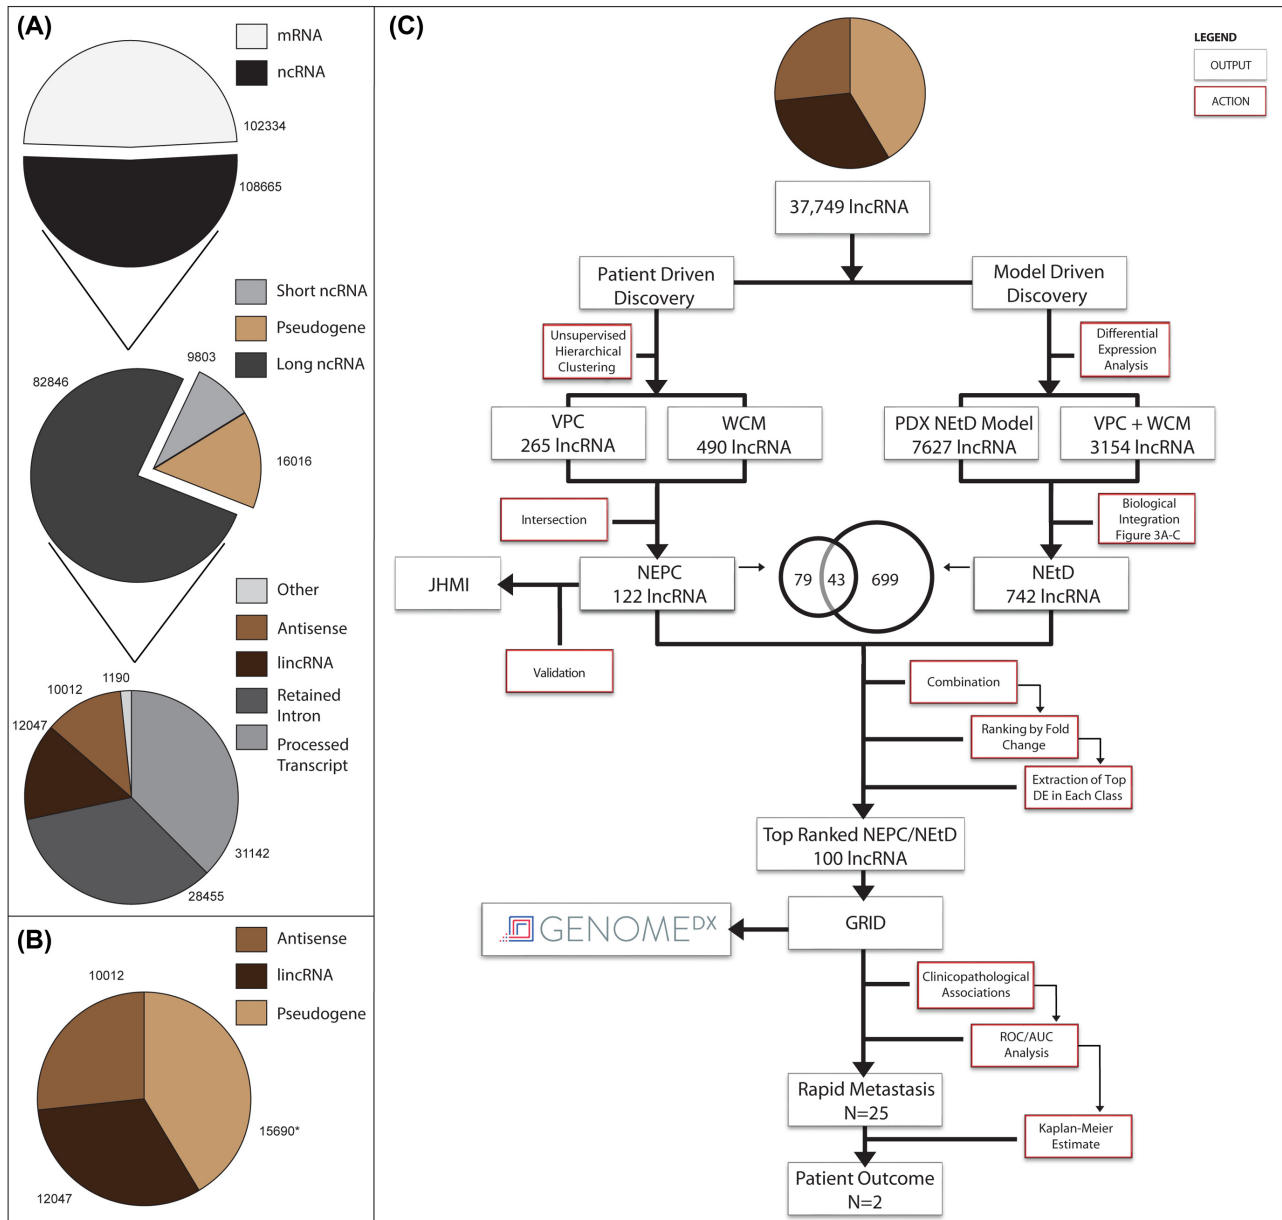 (A)
mRNA
ncRNA
102334
108665
Short ncRNA
Pseudogene
Long ncRNA
9803
82846
16016
Other
Antisense
lincRNA
Retained
Intron
Processed
Transcript
1190
10012
12047
31142
28455
(B)
Antisense
lincRNA
Pseudogene
10012
15690*
12047
(C)
LEGEND
OUTPUT
ACTION
37,749 lncRNA
Patient Driven
Discovery
Model Driven
Discovery
Unsupervised
Hierarchical
Clustering
Differential
Expression
Analysis
VPC
265 lncRNA
WCM
490 lncRNA
PDX NEtD Model
7627 lncRNA
VPC + WCM
3154 lncRNA
Intersection
Biological
Integration
Figure 3A-C
JHMI
NEPC
122 lncRNA
79
43
699
NEtD
742 lncRNA
Validation
Combination
Ranking by Fold
Change
Extraction of Top
DE in Each Class
Top Ranked NEPC/NEtD
100 lncRNA
GENOMEDX
GRID
Clinicopathological
Associations
ROC/AUC
Analysis
Rapid Metastasis
N=25
Kaplan-Meier
Estimate
Patient Outcome
N=2